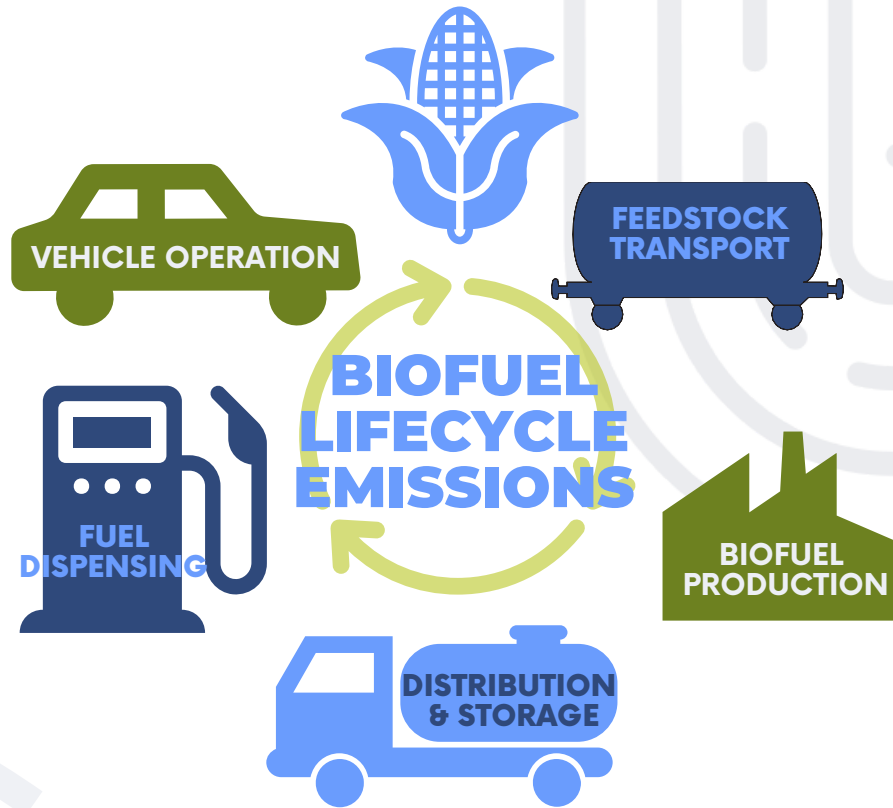 FEEDSTOCK
TRANSPORT
VEHICLE OPERATION
BIOFUEL
LIFECYCLE
EMISSIONS
FUEL
DISPENSING
BIOFUEL
PRODUCTION
DISTRIBUTION
& STORAGE